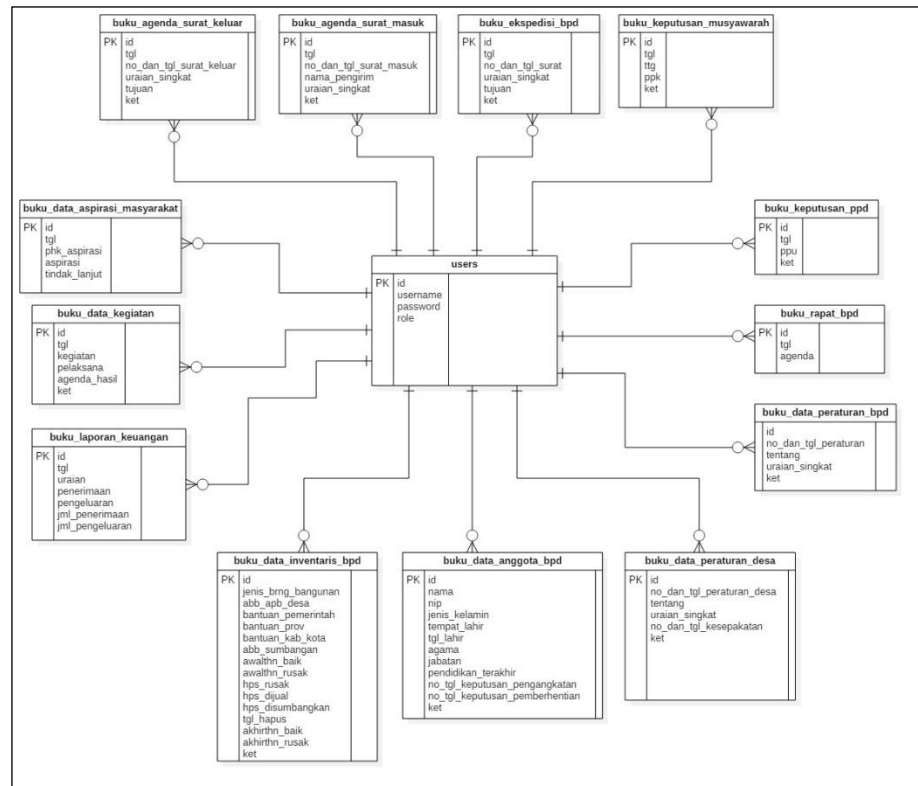 buku_agenda_surat_keluar
PK id
tgl
no_dan_tgl_surat_keluar
uraian_singkat
tujuan
ket
buku_agenda_surat_masuk
PK id
tgl
no_dan_tgl_surat_masuk
nama_pengirim
uraian_singkat
ket
buku_ekspedisi_bpd
PK id
tgl
no_dan_tgl_surat
uraian_singkat
tujuan
ket
buku_keputusan_musyawarah
PK id
tgl
ttg
ppk
ket
buku_data_aspirasi_masyarakat
PK id
tgl
phk_aspirasi
aspirasi
tindak_lanjut
users
PK id
username
password
role
buku_keputusan_ppd
PK id
tgl
ppu
ket
buku_data_kegiatan
PK id
tgl
kegiatan
pelaksana
agenda_hasil
ket
buku_rapat_bpd
PK id
tgl
agenda
buku_laporan_keuangan
PK id
tgl
uraian
penerimaan
pengeluaran
jml_penerimaan
jml_pengeluaran
buku_data_peraturan_bpd
id
no_dan_tgl_peraturan
tentang
uraian_singkat
ket
buku_data_inventaris_bpd
PK id
jenis_brng_bangunan
abb_apb_desa
bantuan_pemerintah
bantuan_prov
bantuan_kab_kota
abb_sumbangan
awalthn_baik
awalthn_rusak
hps_rusak
hps_dijual
hps_disumbangkan
tgl_hapus
akhirthn_baik
akhirthn_rusak
ket
buku_data_anggota_bpd
PK id
nama
nip
jenis_kelamin
tempat_lahir
tgl_lahir
agama
jabatan
pendidikan_terakhir
no_tgl_keputusan_pengangkatan
no_tgl_keputusan_pemberhentian
ket
buku_data_peraturan_desa
PK id
no_dan_tgl_peraturan_desa
tentang
uraian_singkat
no_dan_tgl_kesepakatan
ket